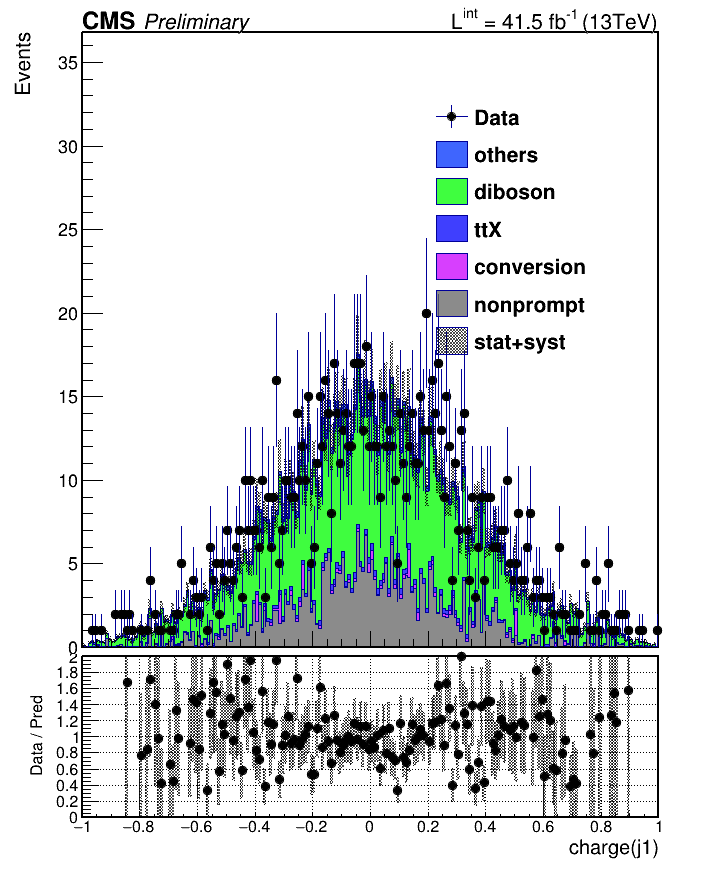 CMS Preliminary L^int = 41.5 fb^-1 (13TeV)
Events
35
30
25
20
15
10
5
0
Data
others
diboson
ttX
conversion
nonprompt
stat+syst
Data / Pred
2
1.8
1.6
1.4
1.2
1
0.8
0.6
0.4
0.2
0
−1 −0.8 −0.6 −0.4 −0.2 0 0.2 0.4 0.6 0.8 1
charge(j1)